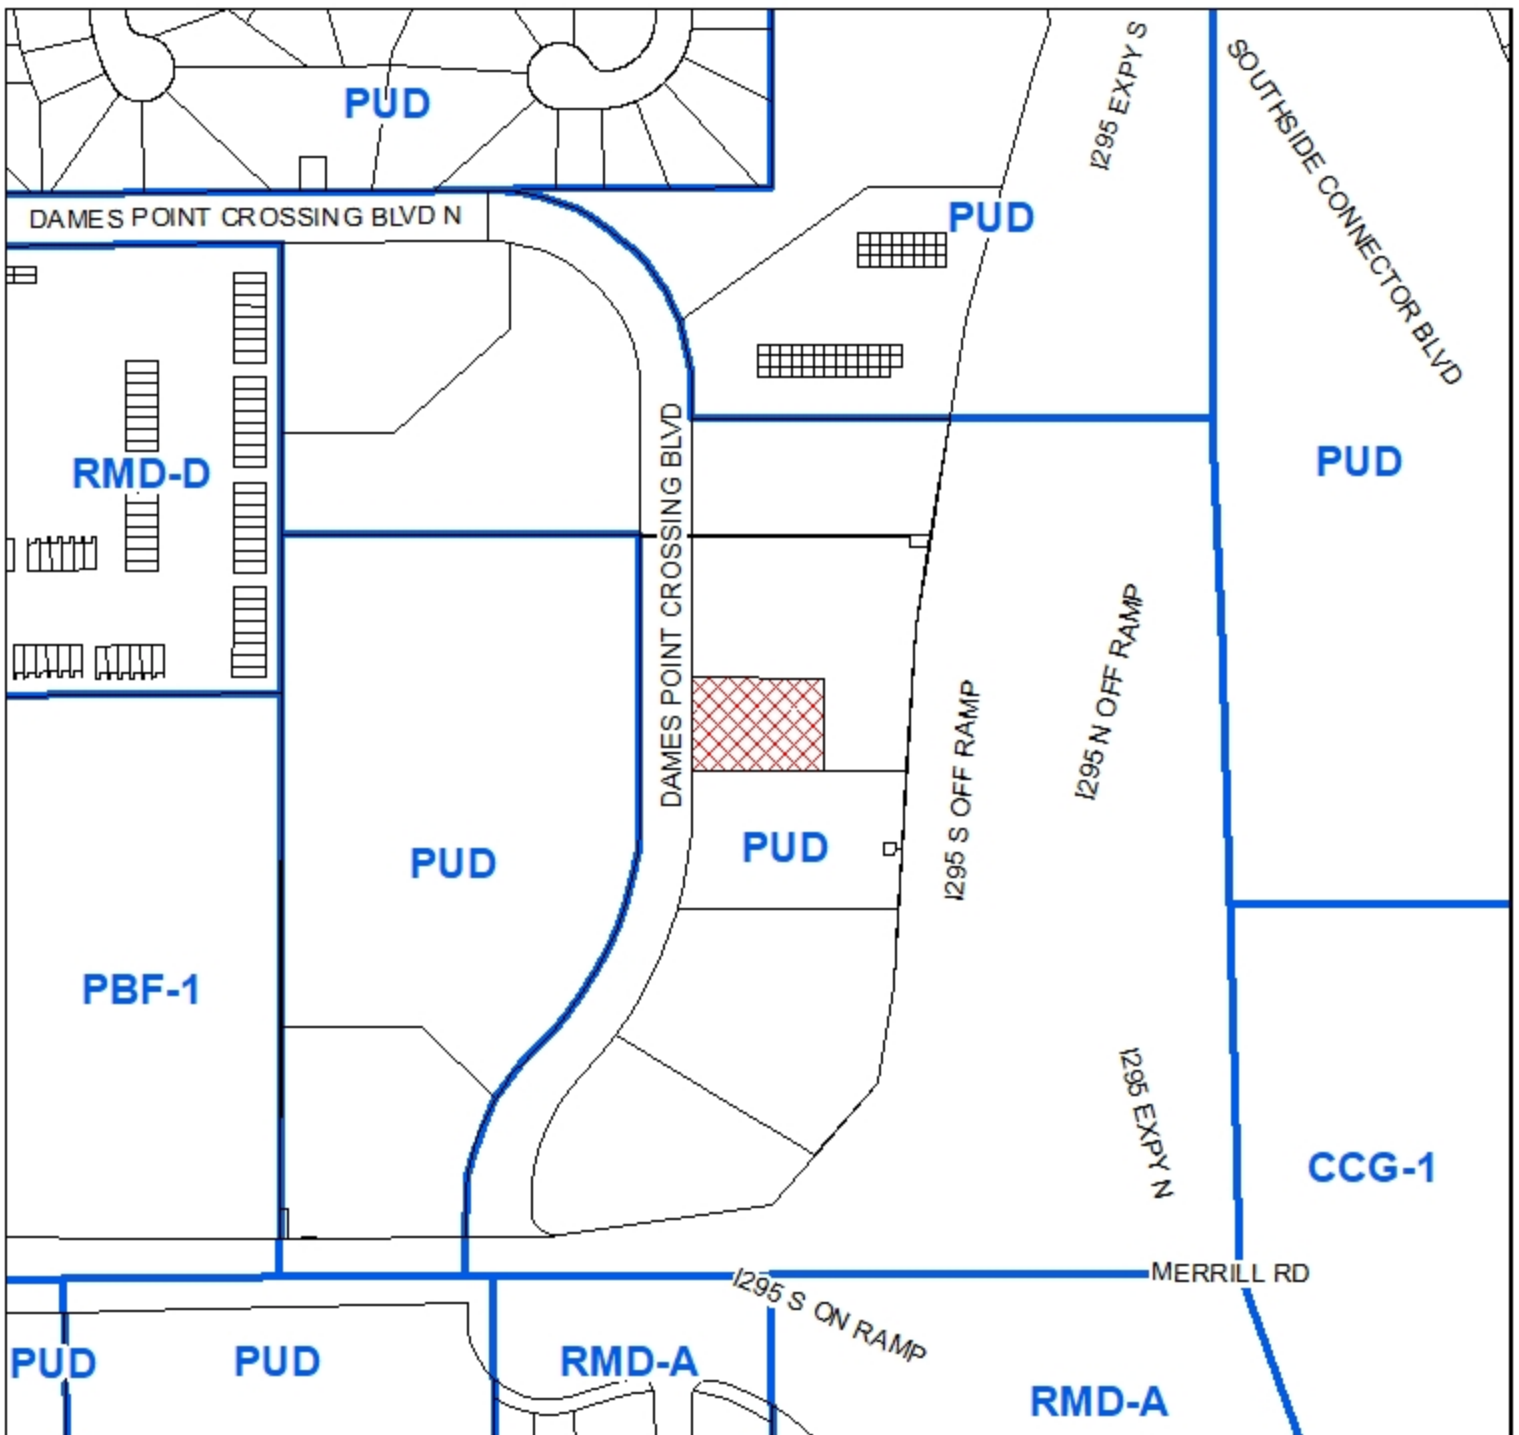 I295 EXPY S
SOUTHSIDE CONNECTOR BLVD
PUD
DAMES POINT CROSSING BLVD N
PUD
RMD-D
DAMES POINT CROSSING BLVD
PUD
I295 N OFF RAMP
I295 S OFF RAMP
PUD
PUD
PBF-1
I295 EXPY N
CCG-1
MERRILL RD
I295 S ON RAMP
PUD
PUD
RMD-A
RMD-A